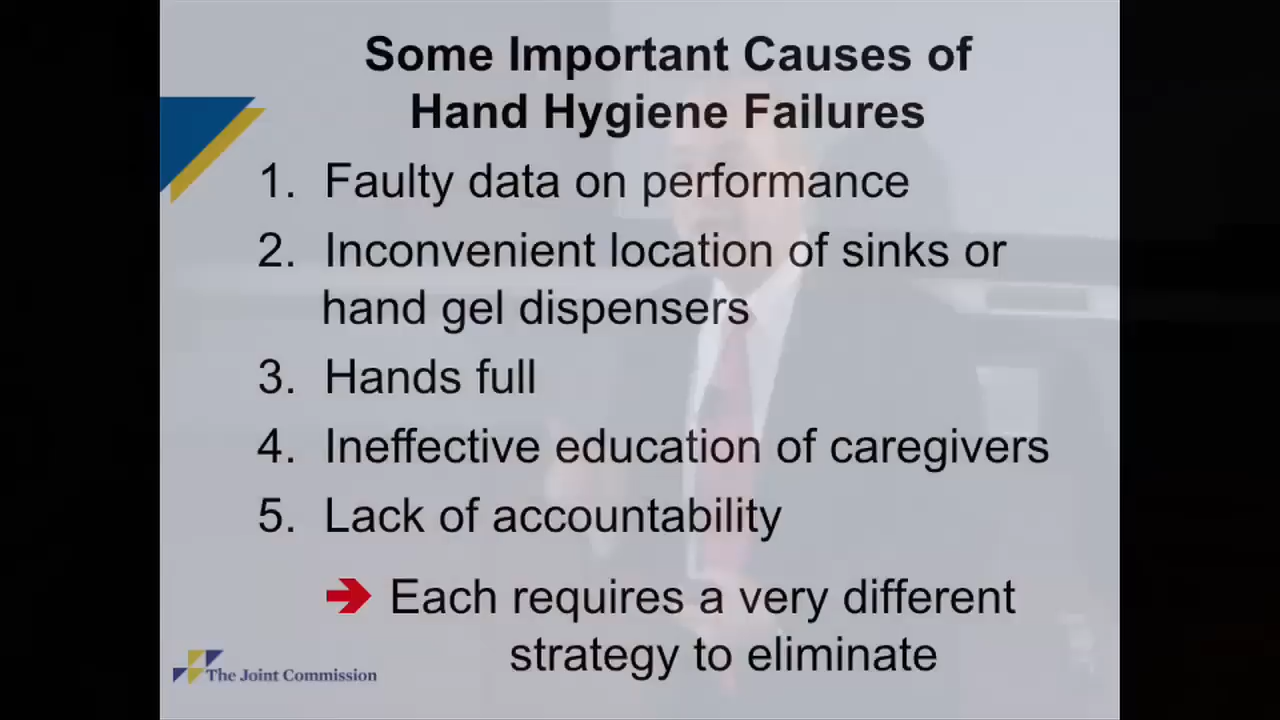 Some Important Causes of
Hand Hygiene Failures
1. Faulty data on performance
2. Inconvenient location of sinks or
hand gel dispensers
3. Hands full
4. Ineffective education of caregivers
5. Lack of accountability
Each requires a very different
strategy to eliminate
The Joint Commission